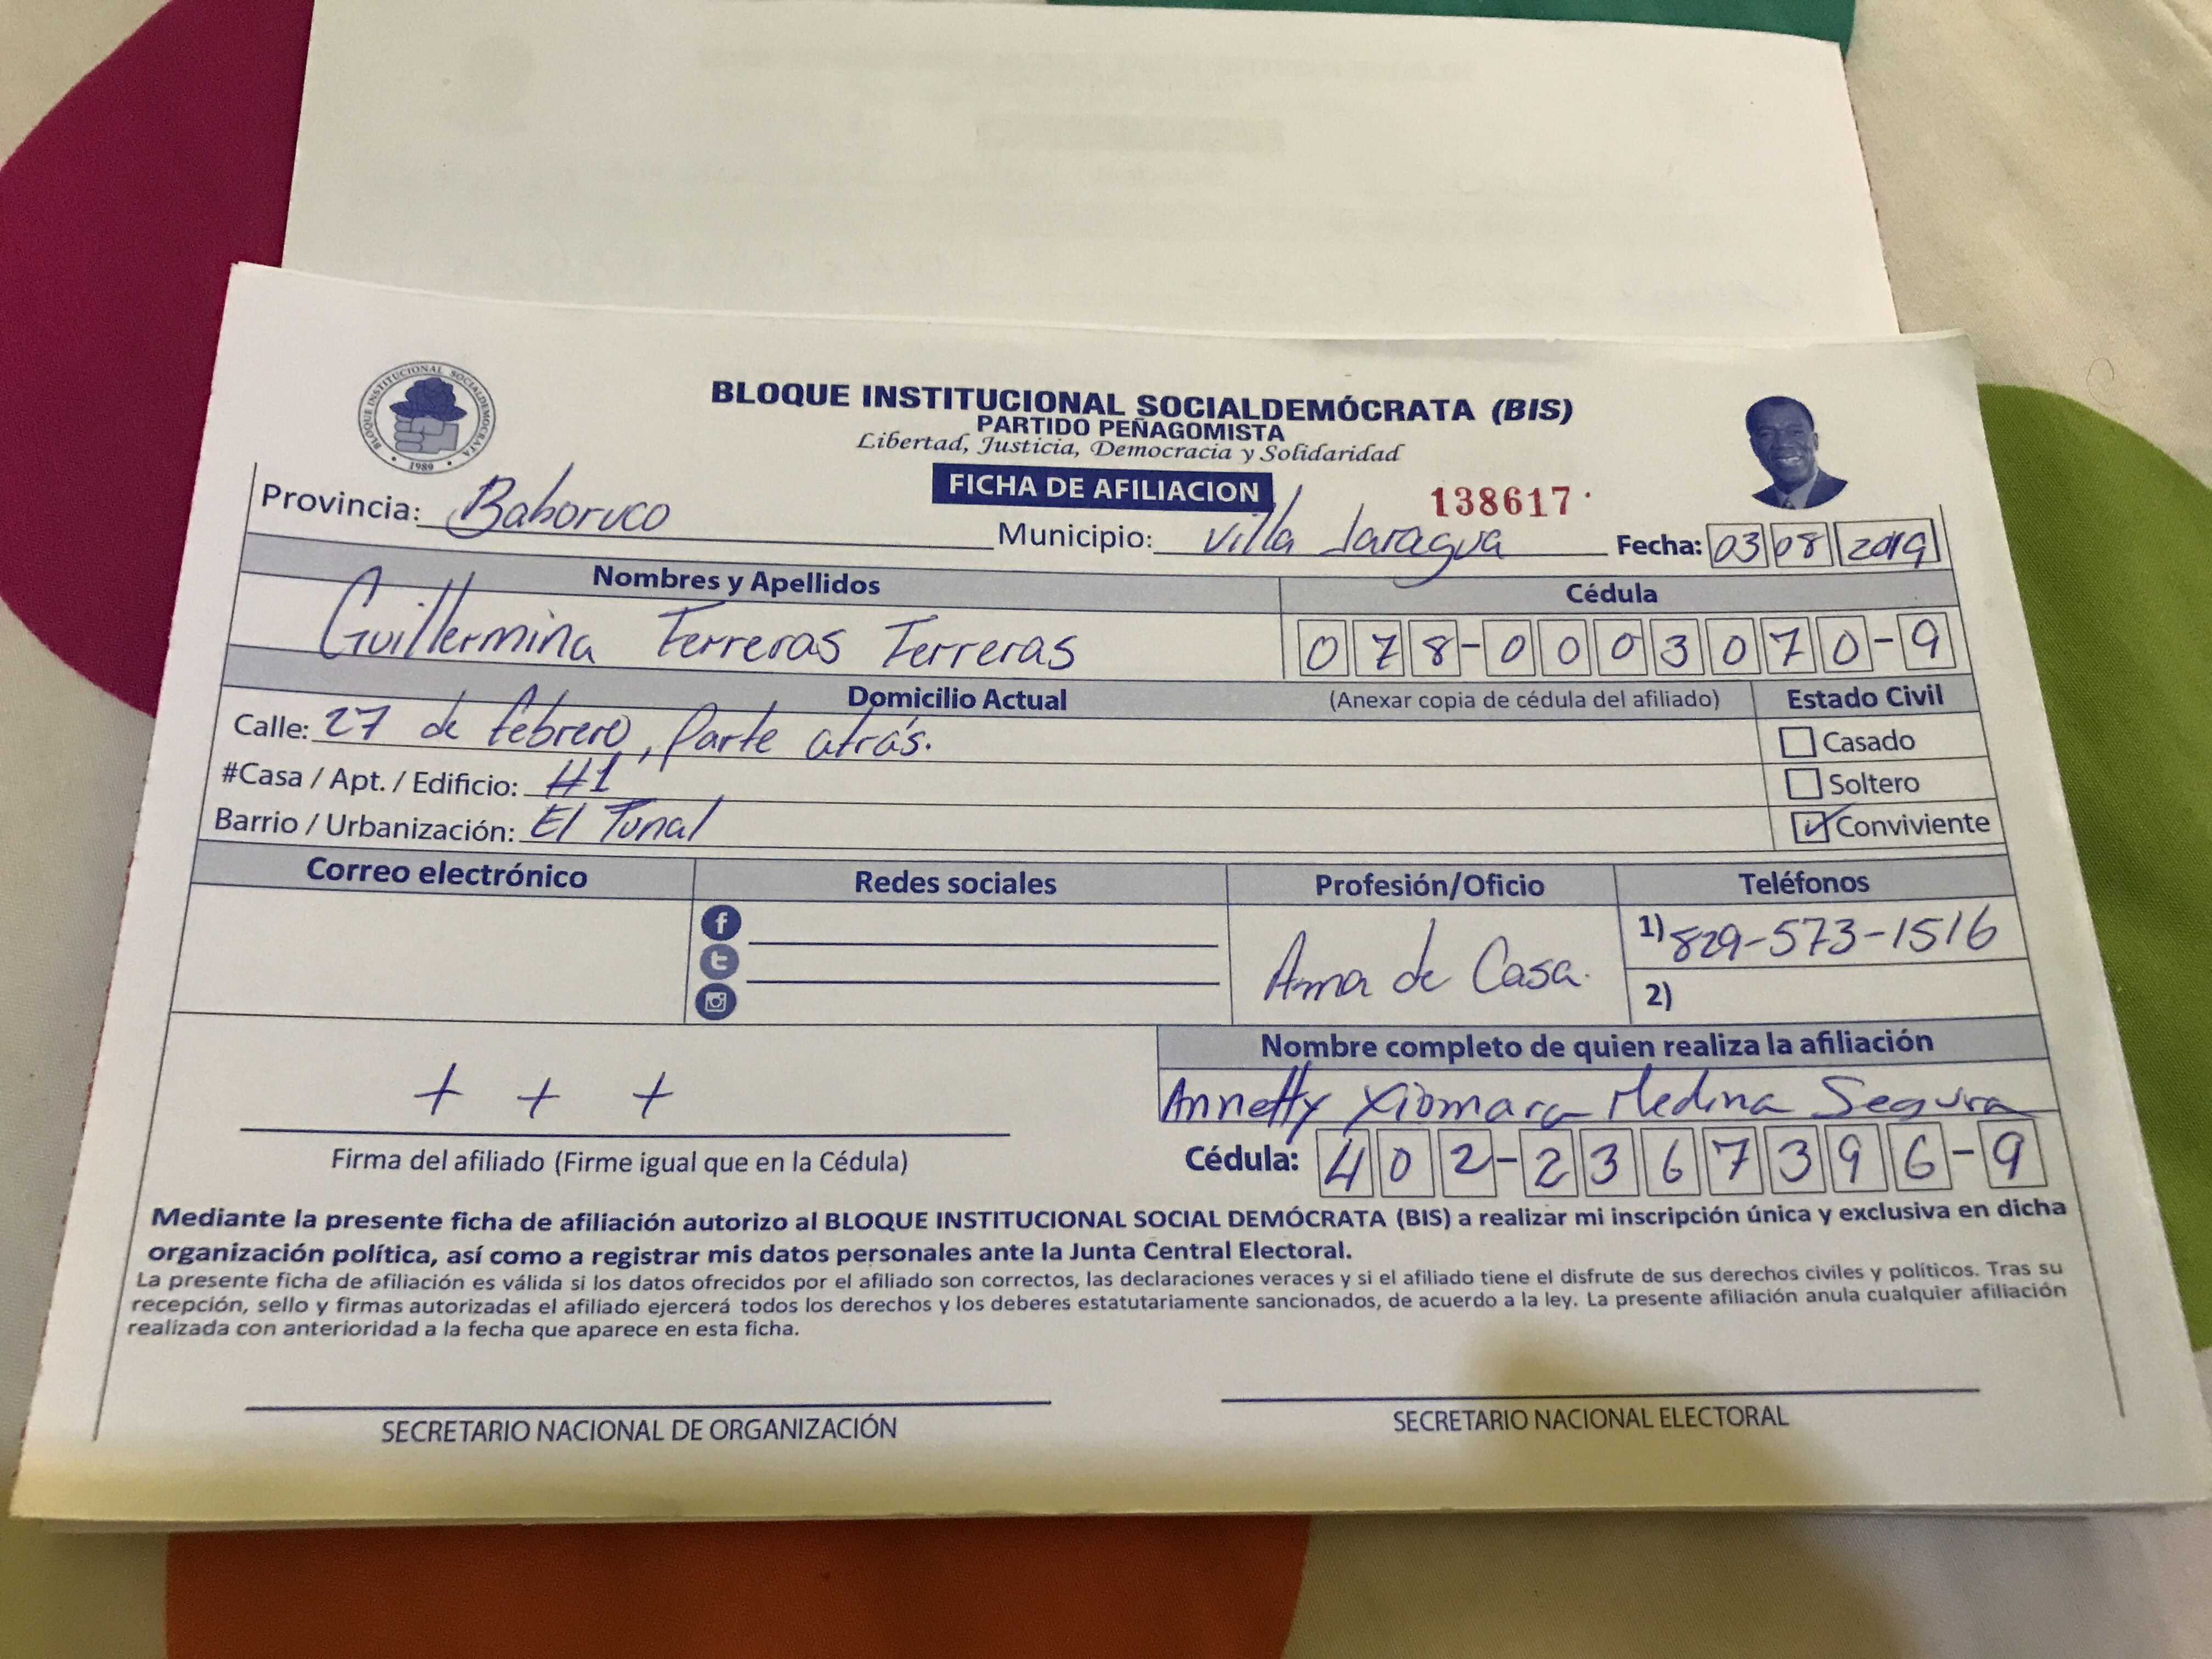 BLOQUE INSTITUCIONAL SOCIALDEMÓCRATA
1989
BLOQUE INSTITUCIONAL SOCIALDEMÓCRATA (BIS)
PARTIDO PEÑAGOMISTA
Libertad, Justicia, Democracia y Solidaridad
FICHA DE AFILIACION
138617
Provincia: Bahoruco Municipio: Villa Jaragua Fecha: 03 08 2019
Nombres y Apellidos Cédula
Guillermina Ferreras Ferreras 078-0003070-9
Domicilio Actual (Anexar copia de cédula del afiliado) Estado Civil
Calle: 27 de febrero, Parte atrás. Casado
#Casa / Apt. / Edificio: #1 Soltero
Barrio / Urbanización: El Tunal Conviviente
Correo electrónico Redes sociales Profesión/Oficio Teléfonos
Ama de Casa. 1) 829-573-1516
2)
Nombre completo de quien realiza la afiliación
+ + + Annetty Xiomara Medina Segura
Firma del afiliado (Firme igual que en la Cédula) Cédula: 402-2367396-9
Mediante la presente ficha de afiliación autorizo al BLOQUE INSTITUCIONAL SOCIAL DEMÓCRATA (BIS) a realizar mi inscripción única y exclusiva en dicha
organización política, así como a registrar mis datos personales ante la Junta Central Electoral.
La presente ficha de afiliación es válida si los datos ofrecidos por el afiliado son correctos, las declaraciones veraces y si el afiliado tiene el disfrute de sus derechos civiles y políticos. Tras su
recepción, sello y firmas autorizadas el afiliado ejercerá todos los derechos y los deberes estatutariamente sancionados, de acuerdo a la ley. La presente afiliación anula cualquier afiliación
realizada con anterioridad a la fecha que aparece en esta ficha.
SECRETARIO NACIONAL DE ORGANIZACIÓN SECRETARIO NACIONAL ELECTORAL